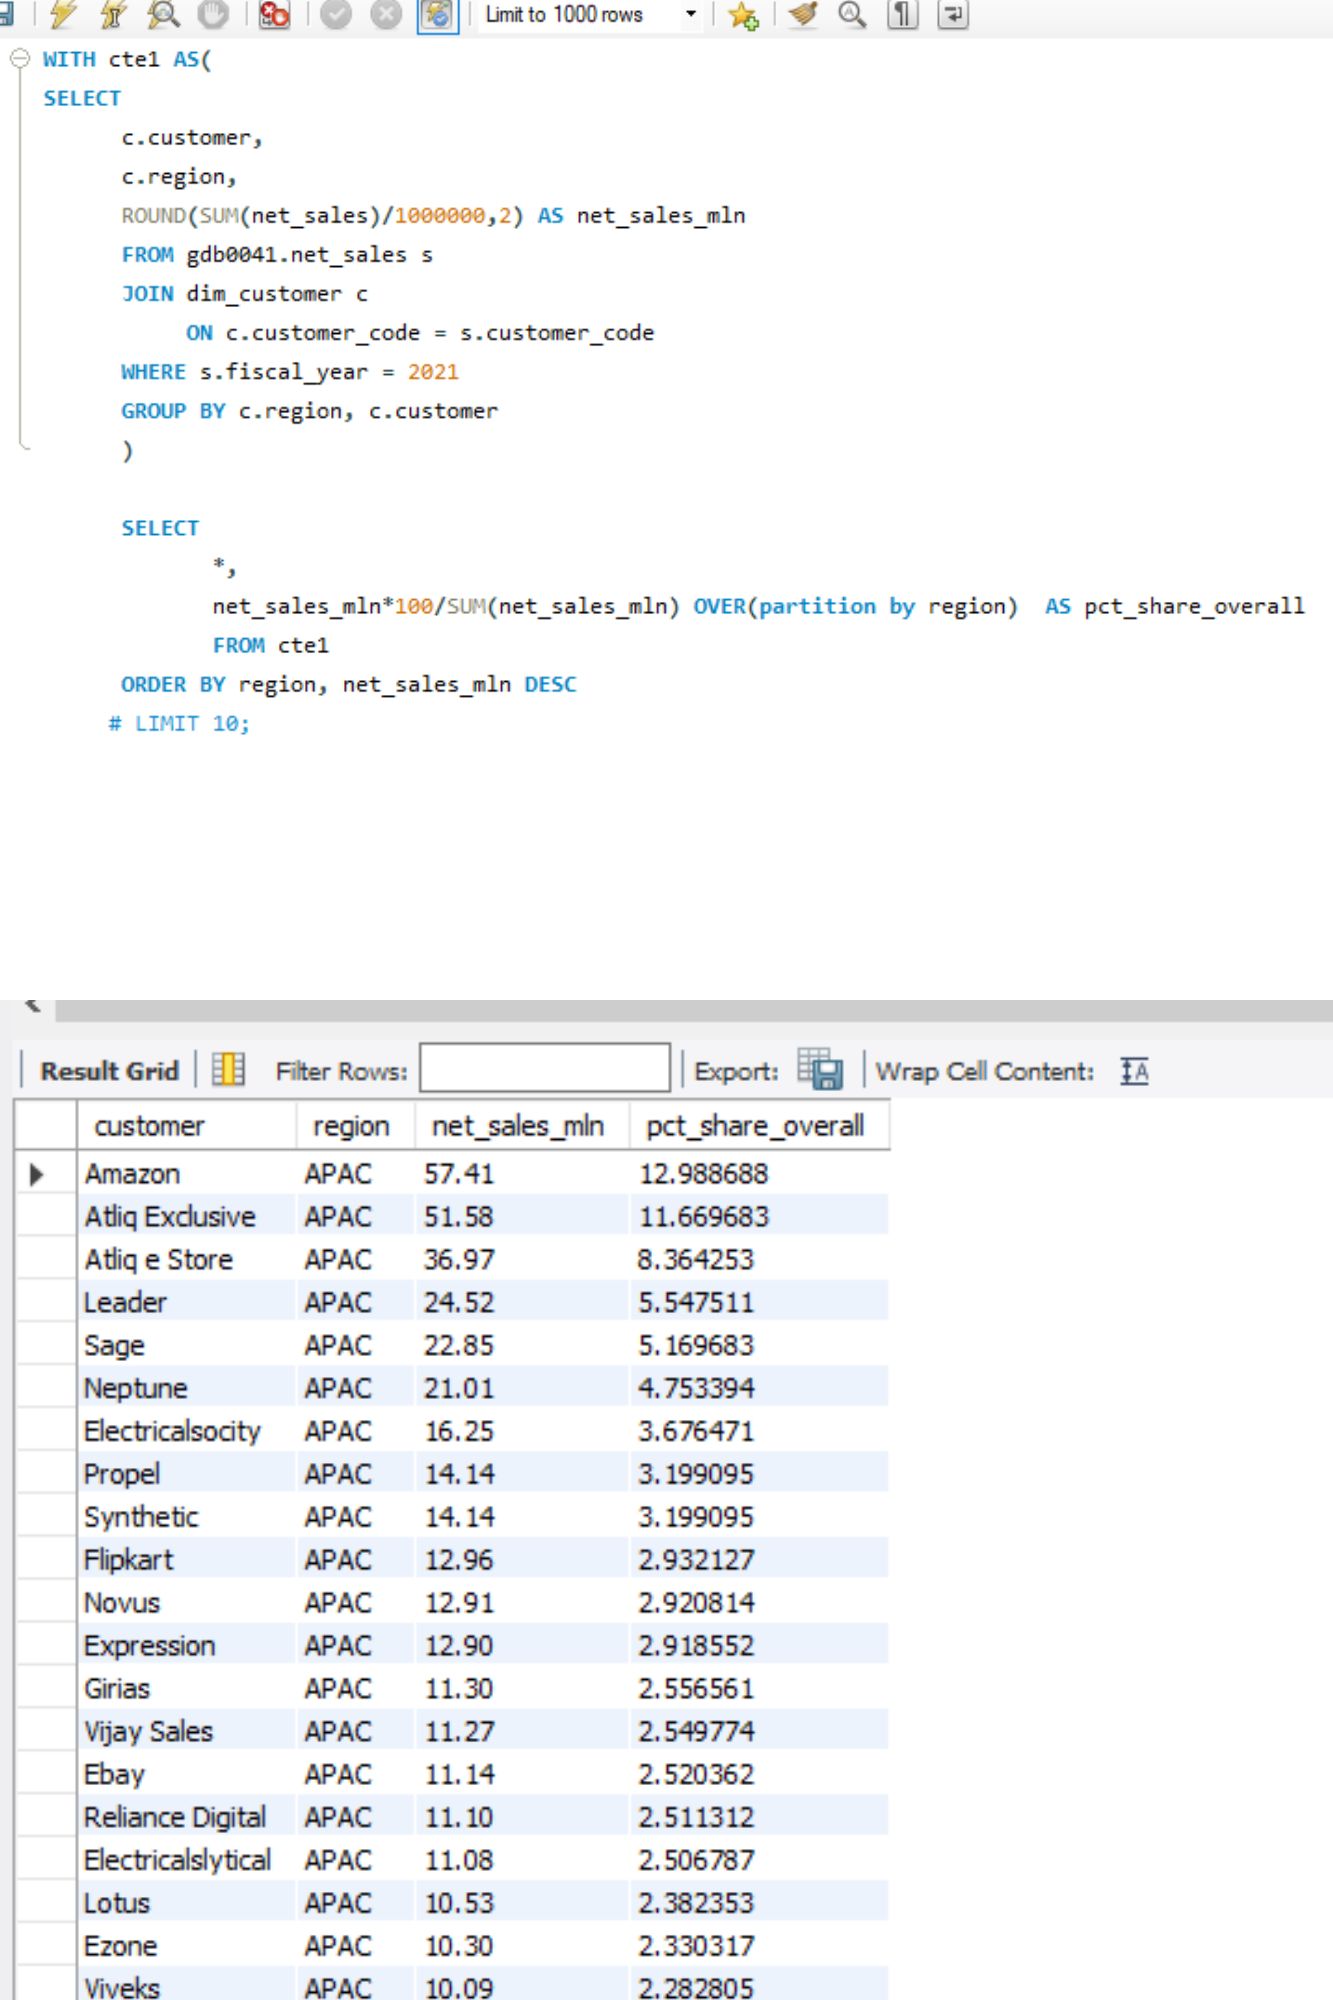 Limit to 1000 rows
WITH cte1 AS(
SELECT
c.customer,
c.region,
ROUND(SUM(net_sales)/1000000,2) AS net_sales_mln
FROM gdb0041.net_sales s
JOIN dim_customer c
ON c.customer_code = s.customer_code
WHERE s.fiscal_year = 2021
GROUP BY c.region, c.customer
)
SELECT
*,
net_sales_mln*100/SUM(net_sales_mln) OVER(partition by region) AS pct_share_overall
FROM cte1
ORDER BY region, net_sales_mln DESC
# LIMIT 10;
Result Grid Filter Rows: Export: Wrap Cell Content:
customer region net_sales_mln pct_share_overall
Amazon APAC 57.41 12.988688
Atliq Exclusive APAC 51.58 11.669683
Atliq e Store APAC 36.97 8.364253
Leader APAC 24.52 5.547511
Sage APAC 22.85 5.169683
Neptune APAC 21.01 4.753394
Electricalsocity APAC 16.25 3.676471
Propel APAC 14.14 3.199095
Synthetic APAC 14.14 3.199095
Flipkart APAC 12.96 2.932127
Novus APAC 12.91 2.920814
Expression APAC 12.90 2.918552
Girias APAC 11.30 2.556561
Vijay Sales APAC 11.27 2.549774
Ebay APAC 11.14 2.520362
Reliance Digital APAC 11.10 2.511312
Electricalslytical APAC 11.08 2.506787
Lotus APAC 10.53 2.382353
Ezone APAC 10.30 2.330317
Viveks APAC 10.09 2.282805